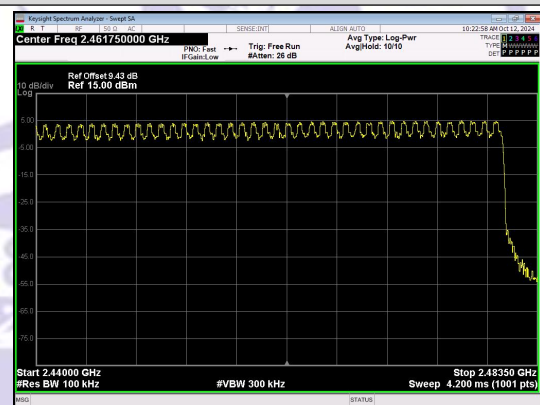 Keysight Spectrum Analyzer - Swept SA
R T RF 50 Ω AC SENSE:INT ALIGN AUTO 10:22:58 AM Oct 12, 2024
Center Freq 2.461750000 GHz
PNO: Fast
IFGain:Low
Trig: Free Run
#Atten: 26 dB
Avg Type: Log-Pwr
Avg|Hold: 10/10
TRACE 1 2 3 4 5 6
TYPE M WWWWW
DET P P P P P P
Ref Offset 9.43 dB
10 dB/div Ref 15.00 dBm
Log
5.00
-5.00
-15.0
-25.0
-35.0
-45.0
-55.0
-65.0
-75.0
Start 2.44000 GHz Stop 2.48350 GHz
#Res BW 100 kHz #VBW 300 kHz Sweep 4.200 ms (1001 pts)
MSG STATUS